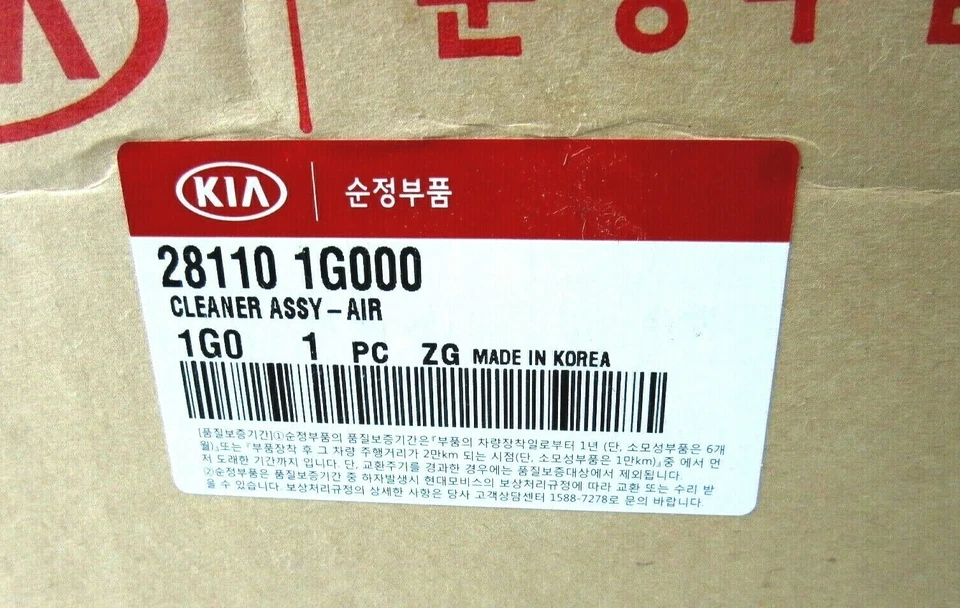 순정부품
KIA 순정부품
28110 1G000
CLEANER ASSY-AIR
1G0 1 PC ZG MADE IN KOREA
[품질보증기간]①순정부품의 품질보증기간은「부품의 차량장착일로부터 1년 (단, 소모성부품은 6개
월)」또는「부품장착 후 그 차량 주행거리가 2만km 되는 시점(단, 소모성부품은 1만km)」중 에서 먼
저 도래한 기간까지 입니다. 단, 교환주기를 경과한 경우에는 품질보증대상에서 제외됩니다.
②순정부품은 품질보증기간 중 하자발생시 현대모비스의 보상처리규정에 따라 교환 또는 수리 받
을 수 있습니다. 보상처리규정의 상세한 사항은 당사 고객상담센터 1588-7278로 문의 바랍니다.